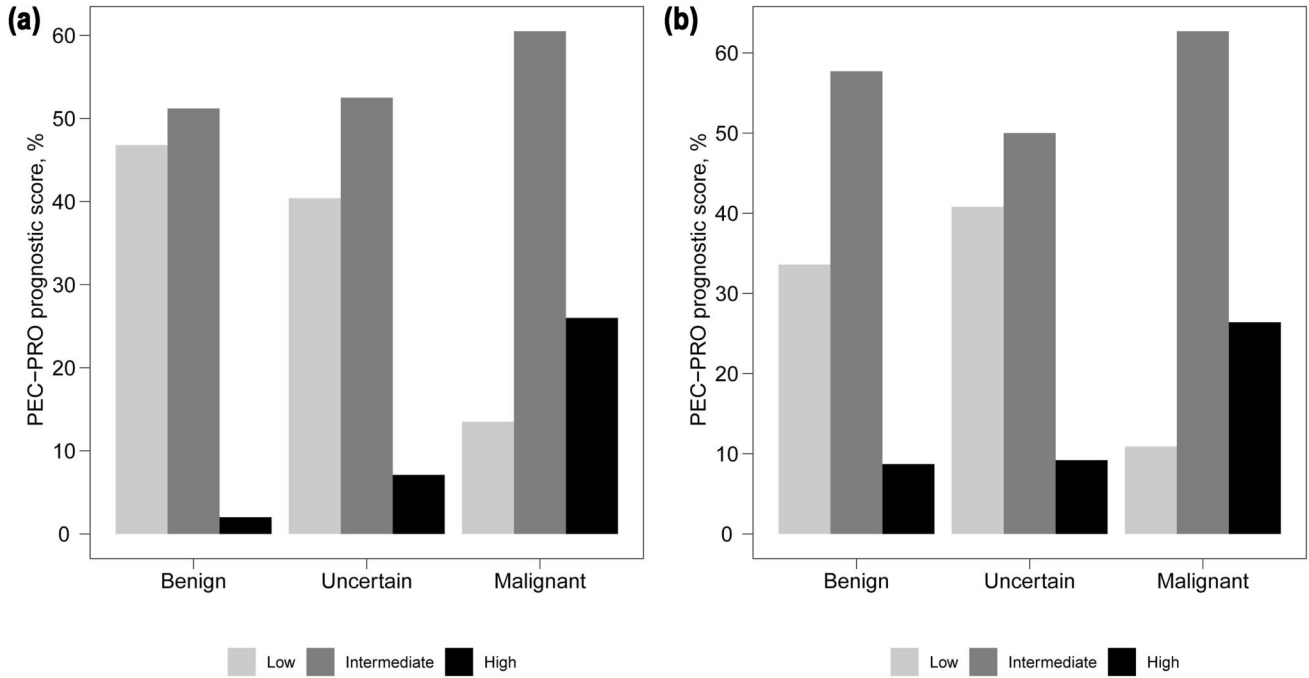 (a)
PEC−PRO prognostic score, %
60
50
40
30
20
10
0
Benign Uncertain Malignant
Low Intermediate High
(b)
PEC−PRO prognostic score, %
60
50
40
30
20
10
0
Benign Uncertain Malignant
Low Intermediate High